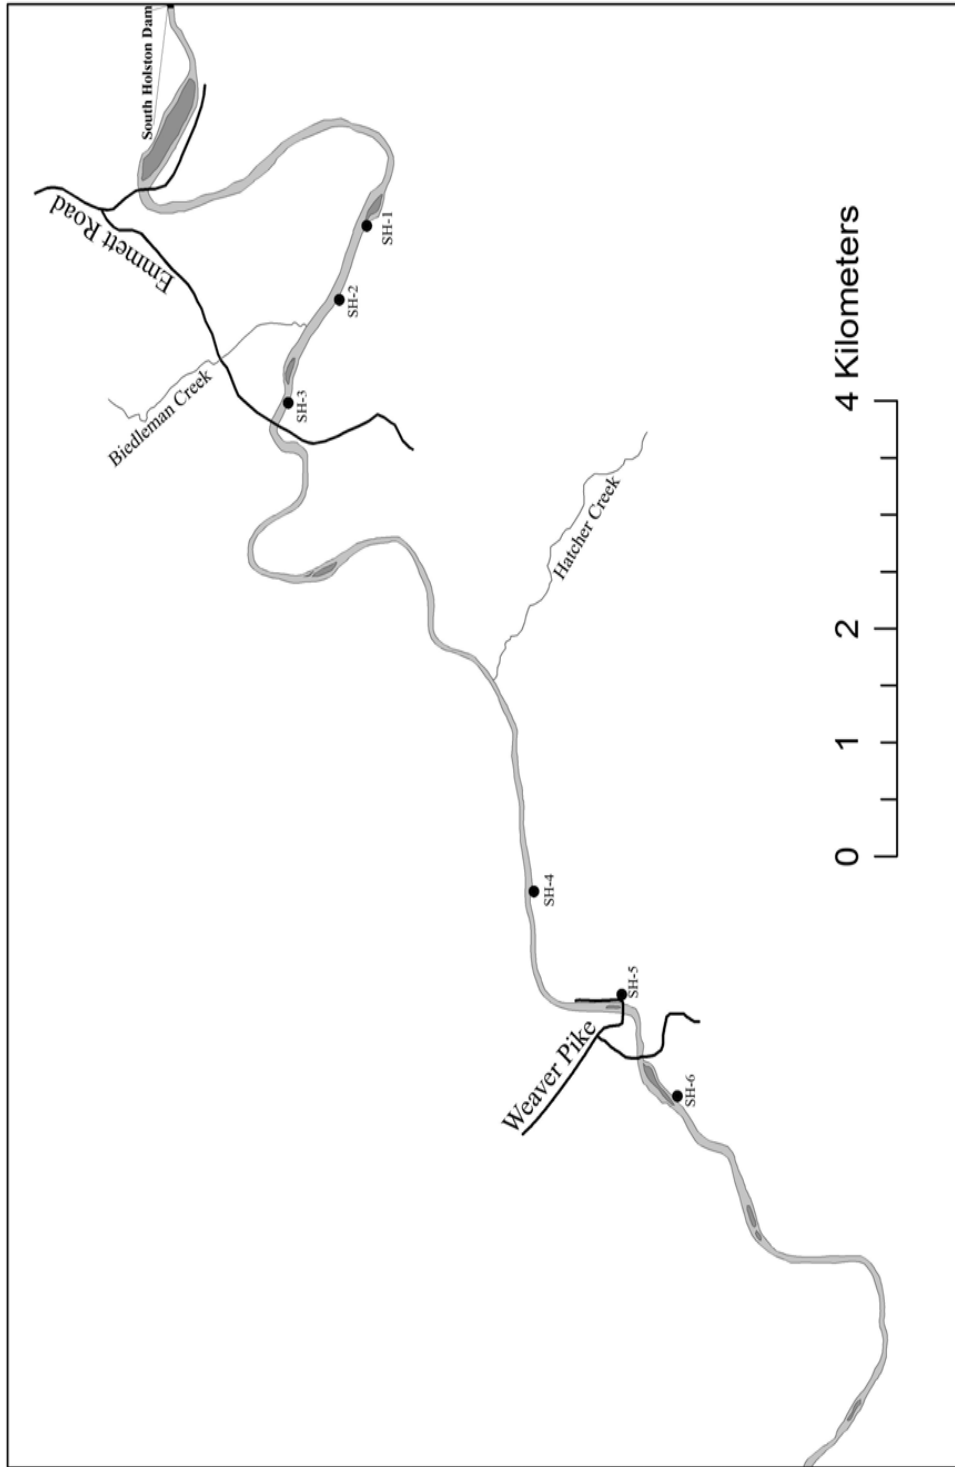 South Holston Dam
Emmett Road
SH-1
SH-2
Biedleman Creek
SH-3
Hatcher Creek
SH-4
SH-5
Weaver Pike
SH-6
0 1 2 4 Kilometers